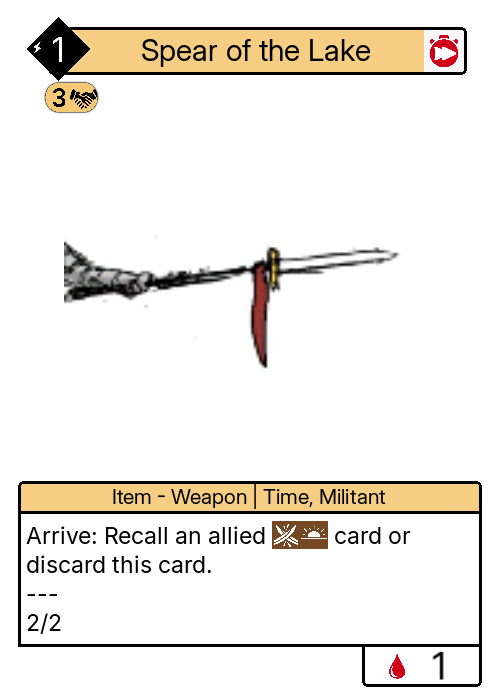 1
Spear of the Lake
3
Item - Weapon | Time, Militant
Arrive: Recall an allied card or
discard this card.
---
2/2
1